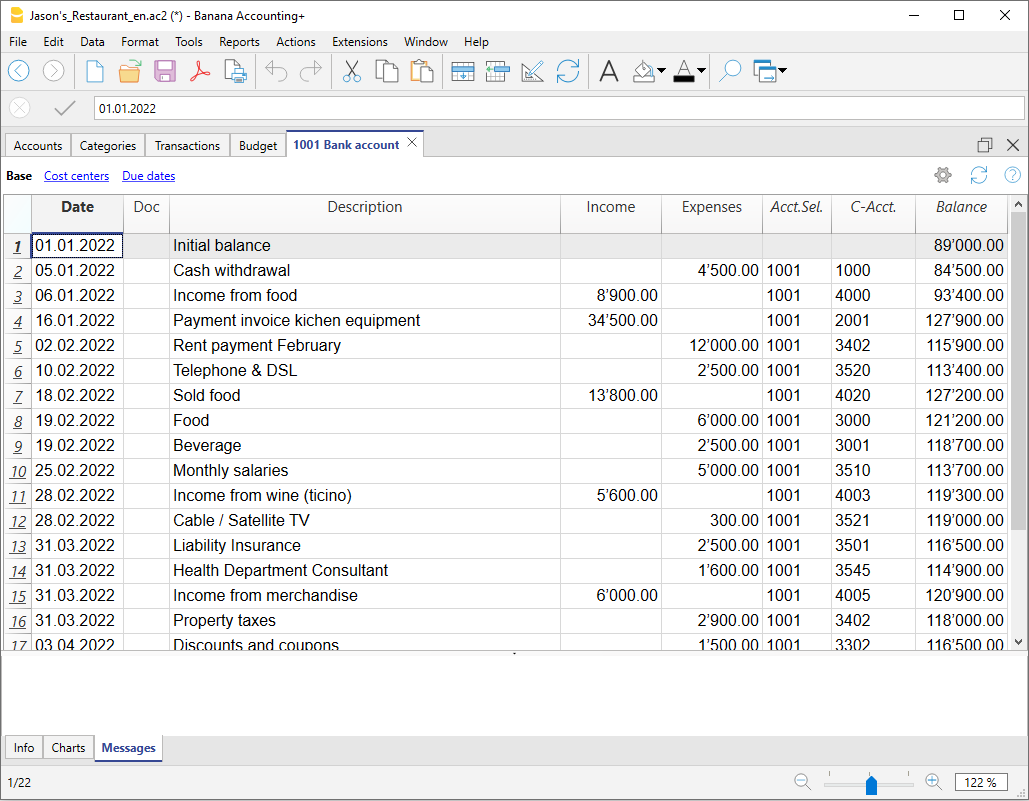 Jason's_Restaurant_en.ac2 (*) - Banana Accounting+
File Edit Data Format Tools Reports Actions Extensions Window Help
01.01.2022
Accounts Categories Transactions Budget 1001 Bank account
Base Cost centers Due dates
Date Doc Description Income Expenses Acct.Sel. C-Acct. Balance
1 01.01.2022 Initial balance 89’000.00
2 05.01.2022 Cash withdrawal 4’500.00 1001 1000 84’500.00
3 06.01.2022 Income from food 8’900.00 1001 4000 93’400.00
4 16.01.2022 Payment invoice kichen equipment 34’500.00 1001 2001 127’900.00
5 02.02.2022 Rent payment February 12’000.00 1001 3402 115’900.00
6 10.02.2022 Telephone & DSL 2’500.00 1001 3520 113’400.00
7 18.02.2022 Sold food 13’800.00 1001 4020 127’200.00
8 19.02.2022 Food 6’000.00 1001 3000 121’200.00
9 19.02.2022 Beverage 2’500.00 1001 3001 118’700.00
10 25.02.2022 Monthly salaries 5’000.00 1001 3510 113’700.00
11 28.02.2022 Income from wine (ticino) 5’600.00 1001 4003 119’300.00
12 28.02.2022 Cable / Satellite TV 300.00 1001 3521 119’000.00
13 31.03.2022 Liability Insurance 2’500.00 1001 3501 116’500.00
14 31.03.2022 Health Department Consultant 1’600.00 1001 3545 114’900.00
15 31.03.2022 Income from merchandise 6’000.00 1001 4005 120’900.00
16 31.03.2022 Property taxes 2’900.00 1001 3402 118’000.00
17 03.04.2022 Discounts and coupons 1’500.00 1001 3302 116’500.00
Info Charts Messages
1/22 122 %